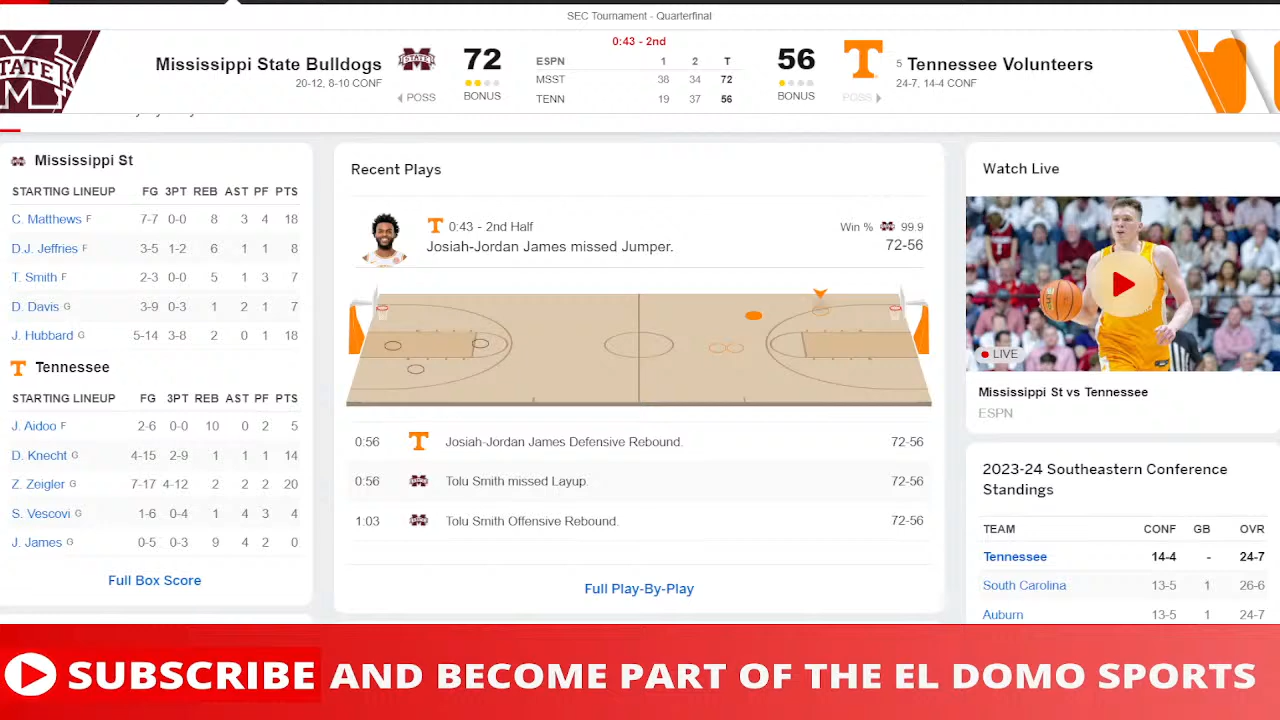 SEC Tournament - Quarterfinal
Mississippi State Bulldogs
20-12, 8-10 CONF
STATE
M
POSS
72
BONUS
0:43 - 2nd
ESPN 1 2 T
MSST 38 34 72
TENN 19 37 56
56
BONUS
T
POSS
5 Tennessee Volunteers
24-7, 14-4 CONF
Mississippi St
STARTING LINEUP FG 3PT REB AST PF PTS
C. Matthews F 7-7 0-0 8 3 4 18
D.J. Jeffries F 3-5 1-2 6 1 1 8
T. Smith F 2-3 0-0 5 1 3 7
D. Davis G 3-9 0-3 1 2 1 7
J. Hubbard G 5-14 3-8 2 0 1 18
Tennessee
STARTING LINEUP FG 3PT REB AST PF PTS
J. Aidoo F 2-6 0-0 10 0 2 5
D. Knecht G 4-15 2-9 1 1 1 14
Z. Zeigler G 7-17 4-12 2 2 2 20
S. Vescovi G 1-6 0-4 1 4 3 4
J. James G 0-5 0-3 9 4 2 0
Full Box Score
Recent Plays
0:43 - 2nd Half
Josiah-Jordan James missed Jumper.
Win % 99.9
72-56
0:56 Josiah-Jordan James Defensive Rebound. 72-56
0:56 Tolu Smith missed Layup. 72-56
1:03 Tolu Smith Offensive Rebound. 72-56
Full Play-By-Play
Watch Live
LIVE
Mississippi St vs Tennessee
ESPN
2023-24 Southeastern Conference
Standings
TEAM CONF GB OVR
Tennessee 14-4 - 24-7
South Carolina 13-5 1 26-6
Auburn 13-5 1 24-7
SUBSCRIBE AND BECOME PART OF THE EL DOMO SPORTS